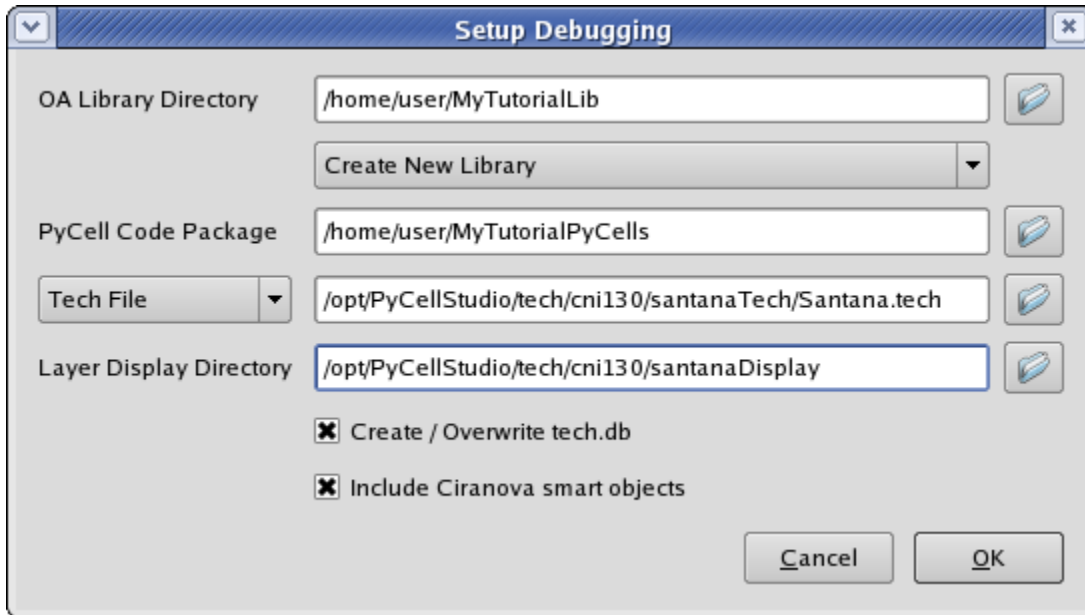 Setup Debugging
OA Library Directory
/home/user/MyTutorialLib
Create New Library
PyCell Code Package
/home/user/MyTutorialPyCells
Tech File
/opt/PyCellStudio/tech/cni130/santanaTech/Santana.tech
Layer Display Directory
/opt/PyCellStudio/tech/cni130/santanaDisplay
Create / Overwrite tech.db
Include Ciranova smart objects
Cancel
OK